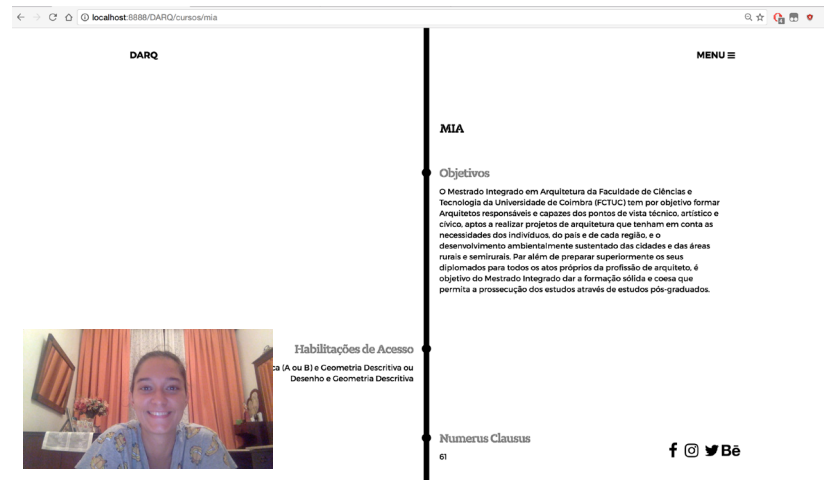 localhost:8888/DARQ/cursos/mia
DARQ
MENU
MIA
Objetivos
O Mestrado Integrado em Arquitetura da Faculdade de Ciências e
Tecnologia da Universidade de Coimbra (FCTUC) tem por objetivo formar
Arquitetos responsáveis e capazes dos pontos de vista técnico, artístico e
cívico, aptos a realizar projetos de arquitetura que tenham em conta as
necessidades dos indivíduos, do país e de cada região, e o
desenvolvimento ambientalmente sustentado das cidades e das áreas
rurais e semirurais. Par além de preparar superiormente os seus
diplomados para todos os atos próprios da profissão de arquiteto, é
objetivo do Mestrado Integrado dar a formação sólida e coesa que
permita a prossecução dos estudos através de estudos pós-graduados.
Habilitações de Acesso
(A ou B) e Geometria Descritiva ou
Desenho e Geometria Descritiva
Numerus Clausus
61
Bē